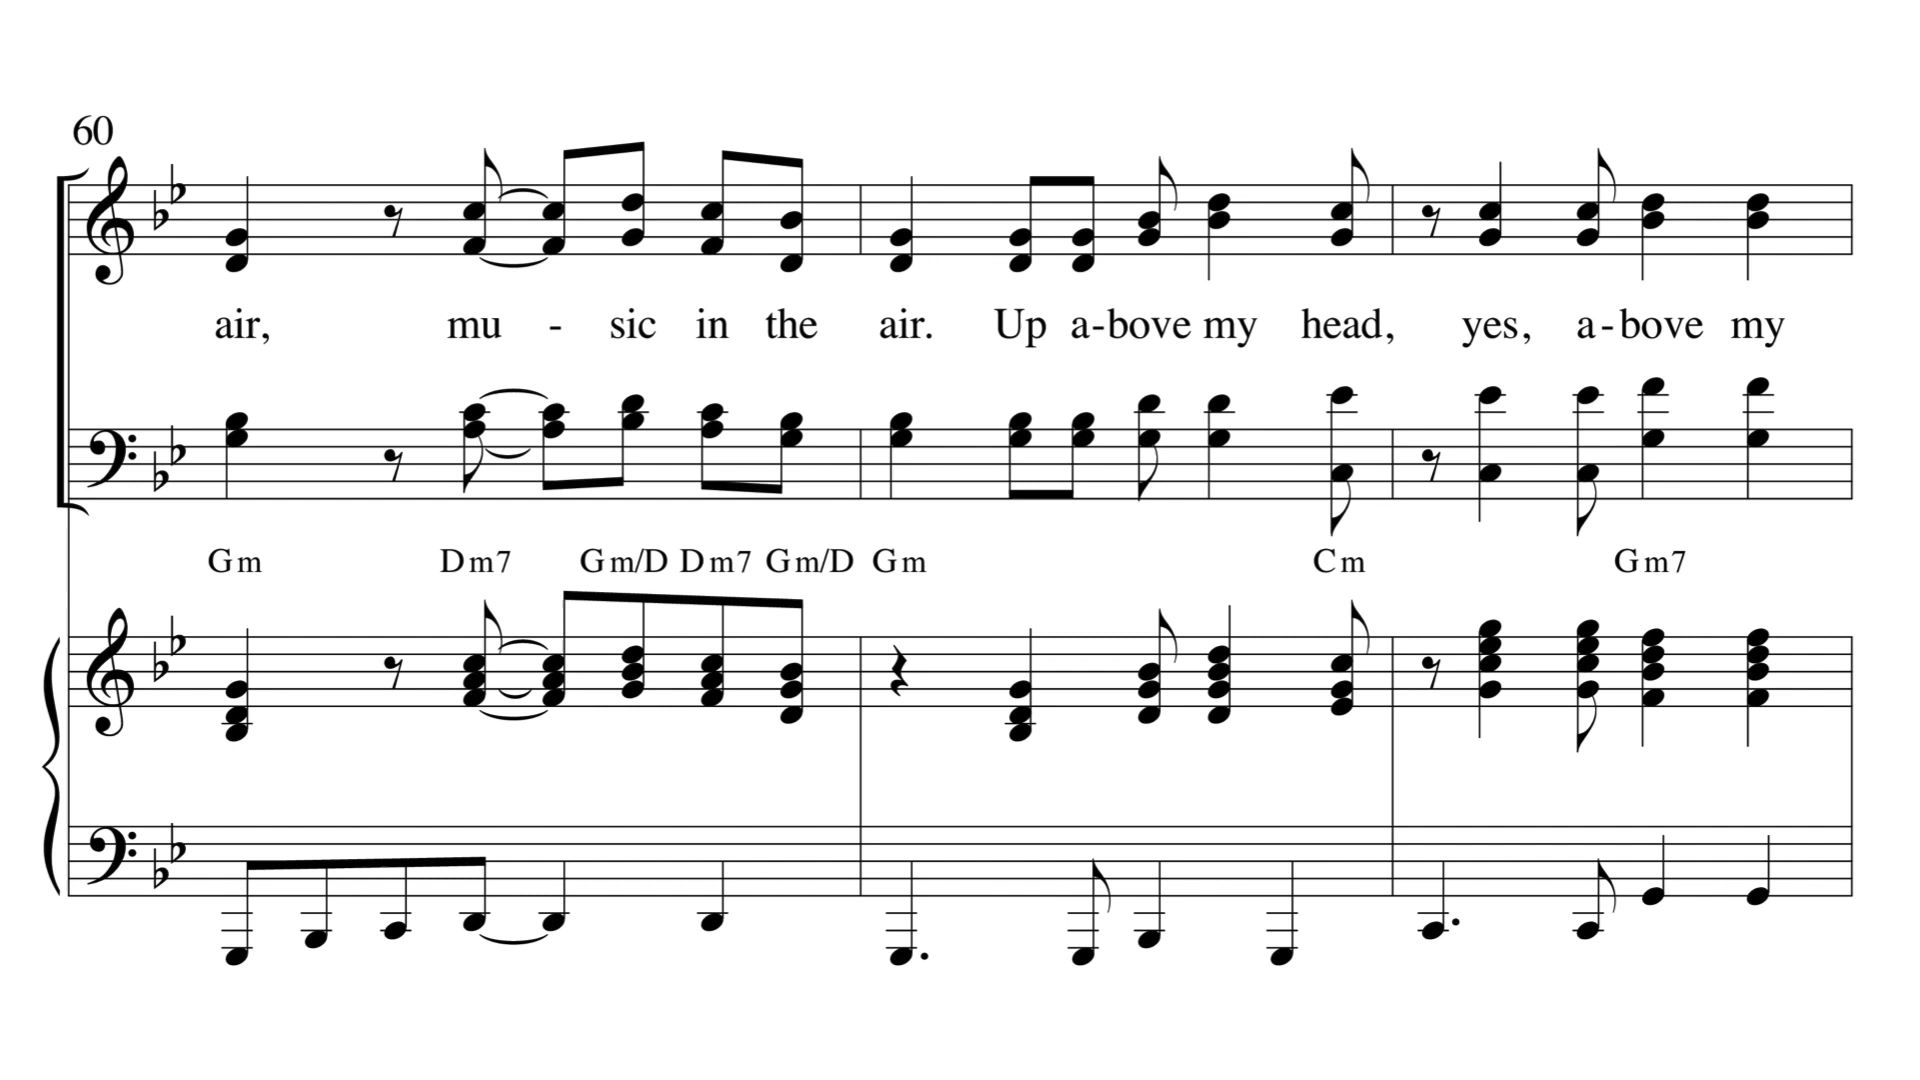 60
air, mu - sic in the air. Up a-bove my head, yes, a-bove my
Gm Dm7 Gm/D Dm7 Gm/D Gm Cm Gm7